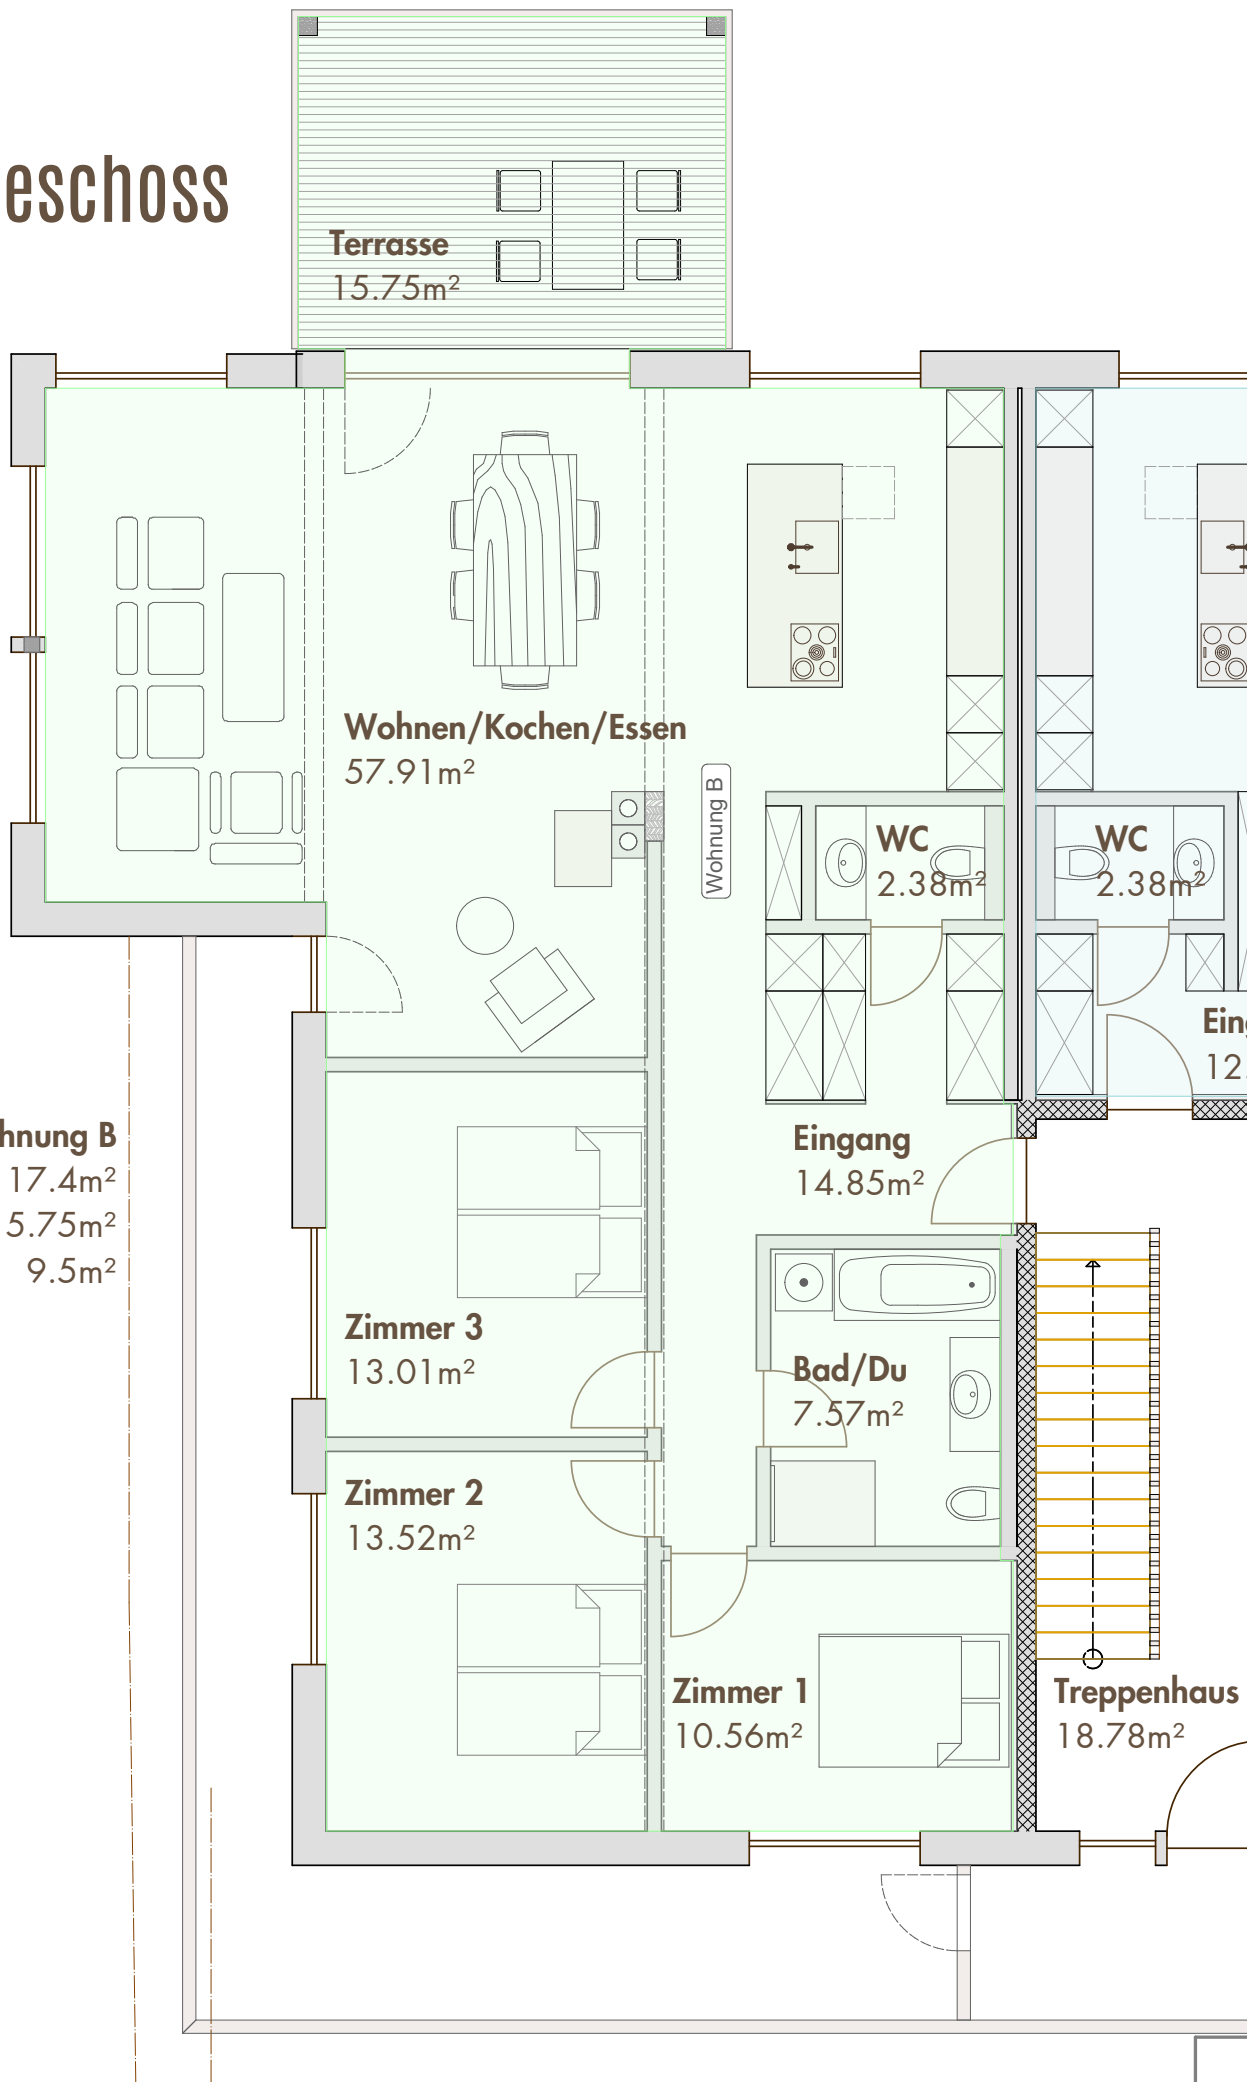 eschoss
Terrasse
15.75m²
Wohnen/Kochen/Essen
57.91m²
Wohnung B
WC
2.38m²
WC
2.38m²
Ein
12.
hnung B
17.4m²
5.75m²
9.5m²
Eingang
14.85m²
Zimmer 3
13.01m²
Bad/Du
7.57m²
Zimmer 2
13.52m²
Zimmer 1
10.56m²
Treppenhaus
18.78m²